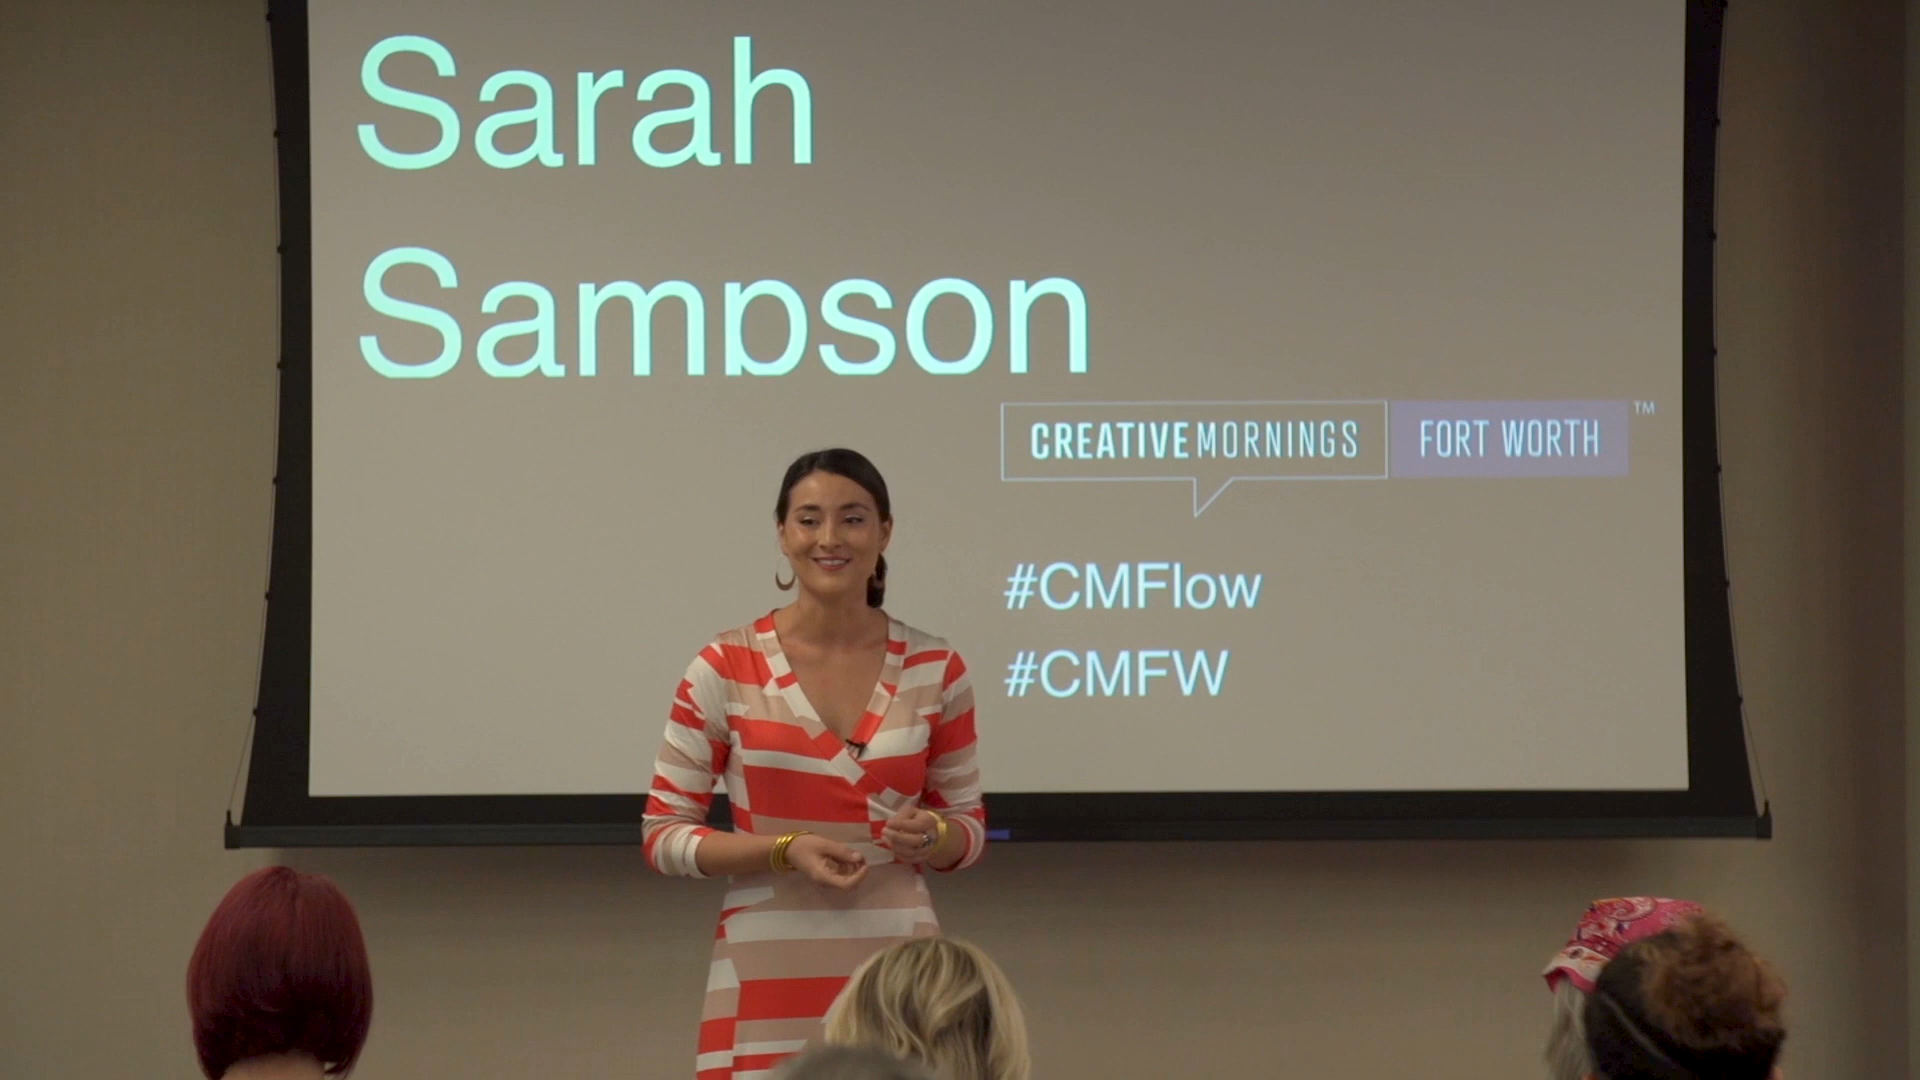 Sarah
Sampson
CREATIVEMORNINGS FORT WORTH ™
#CMFlow
#CMFW